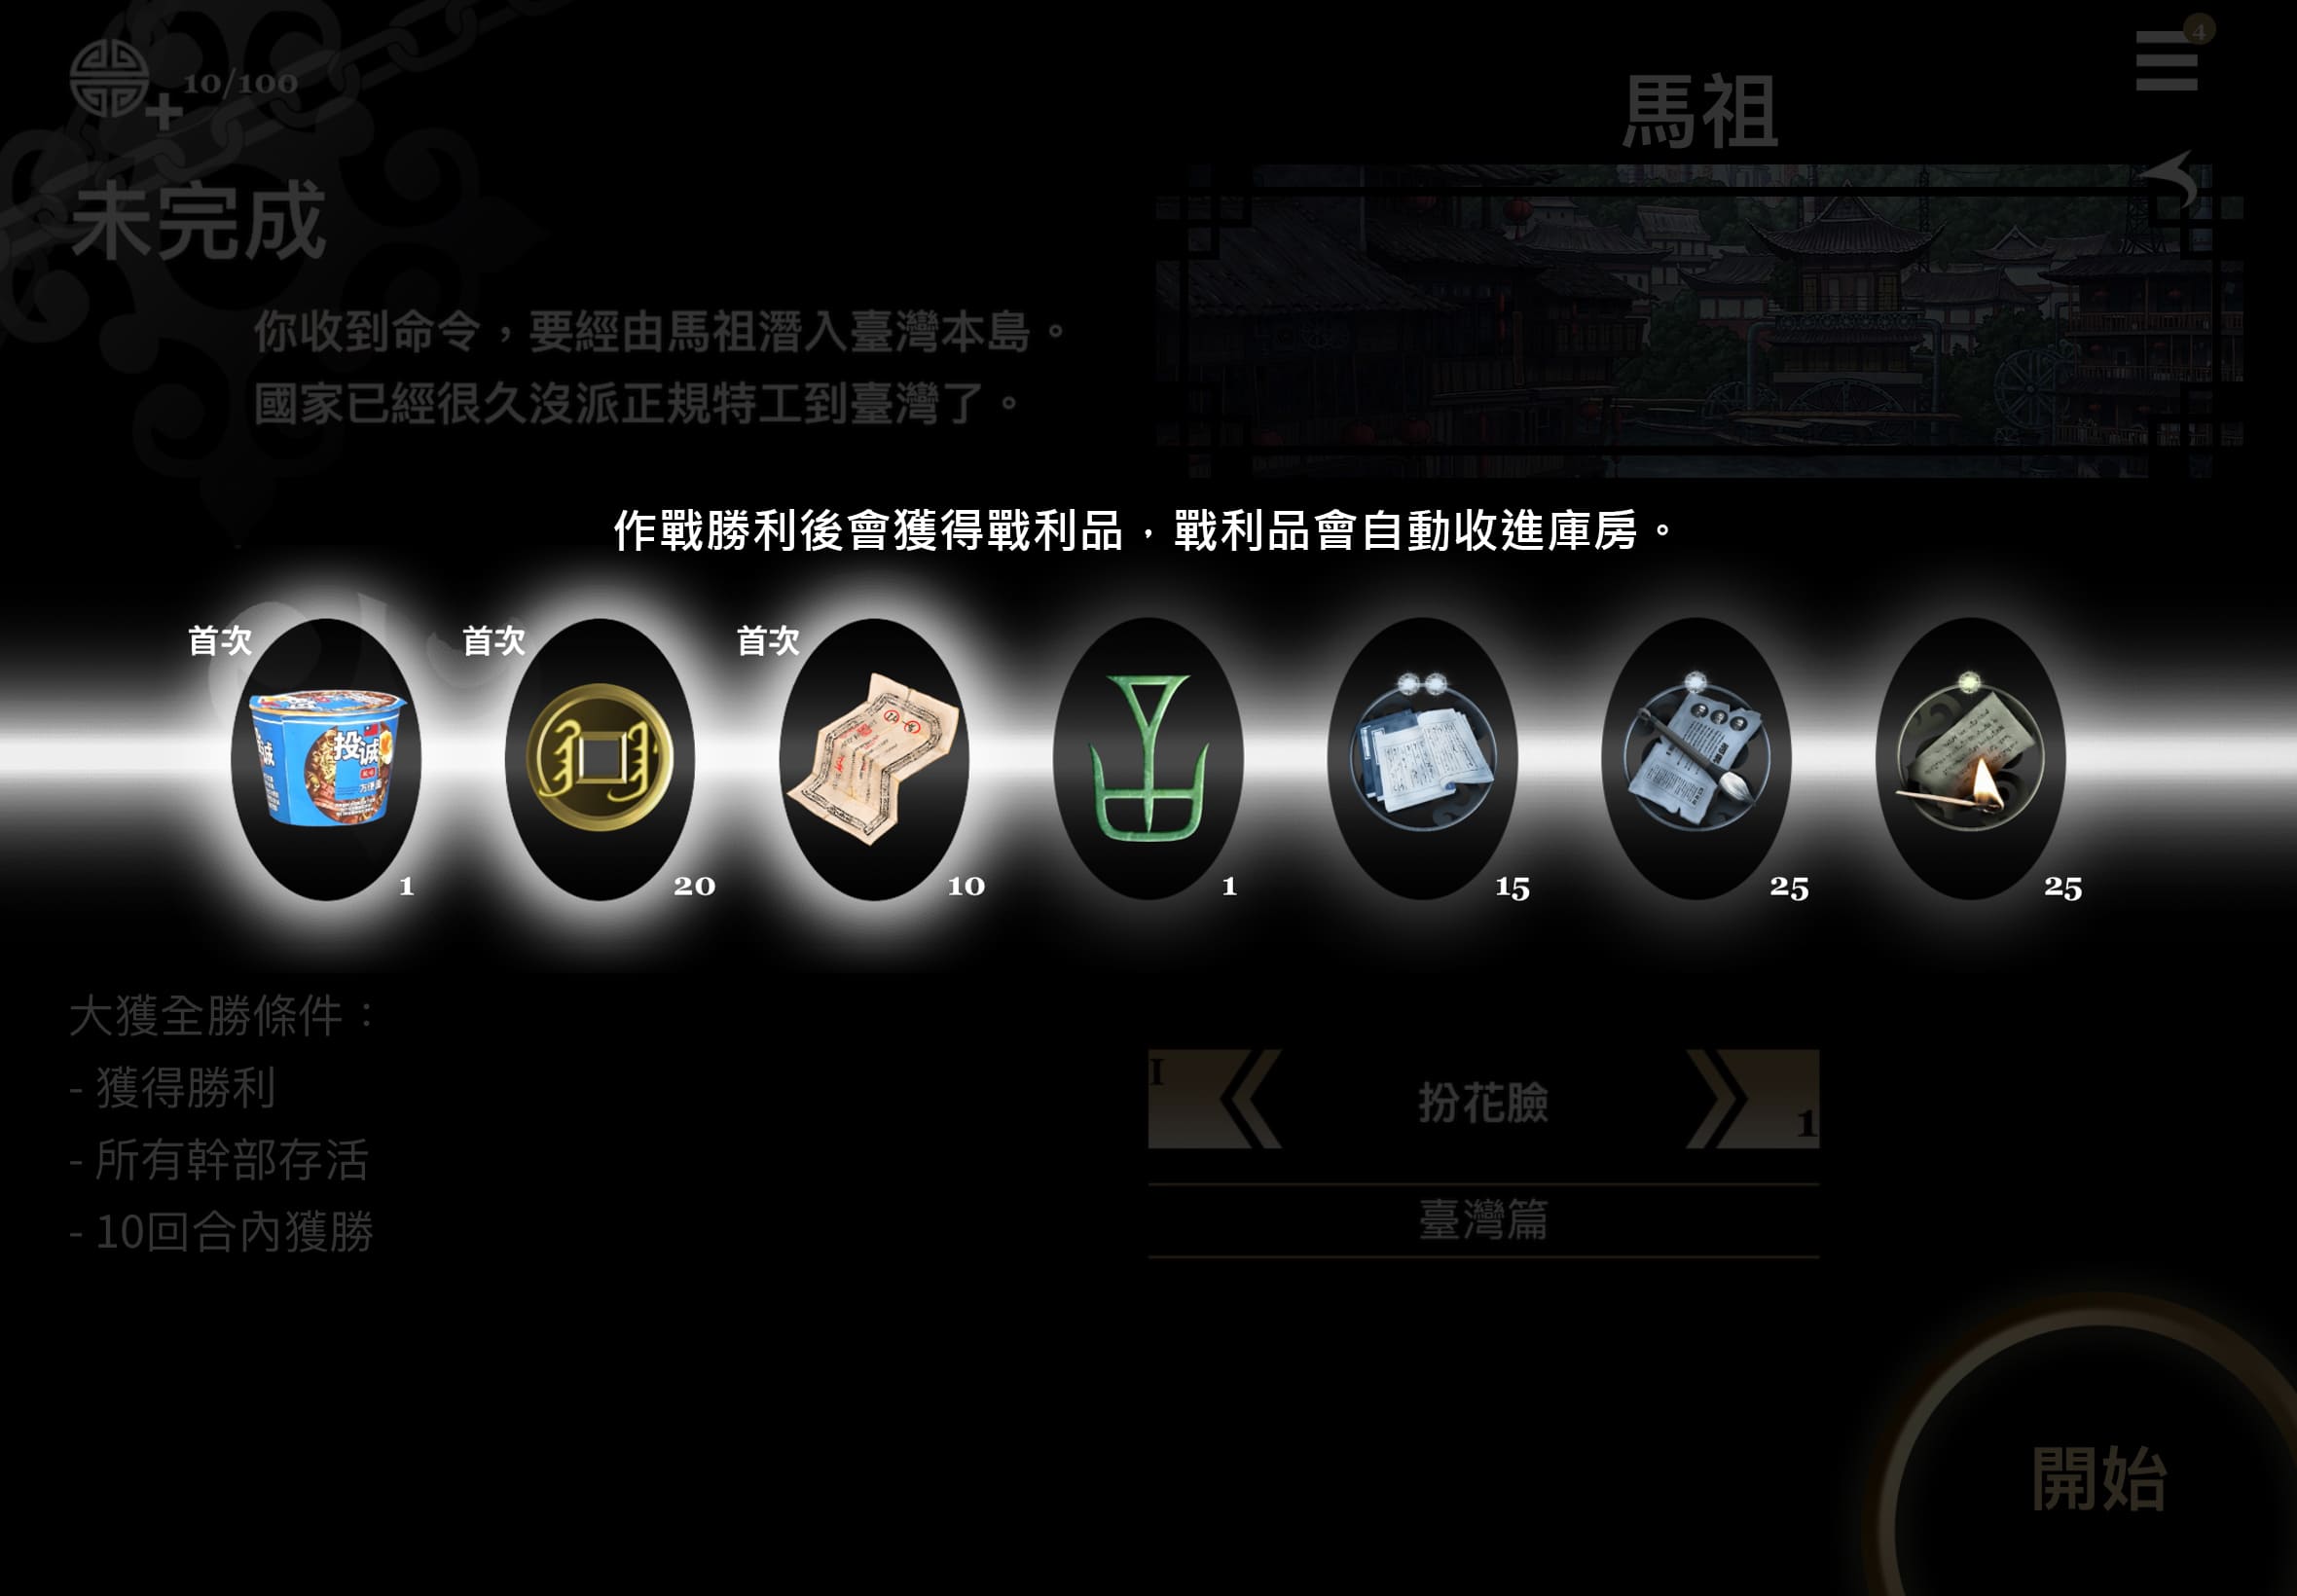 4
10/100
馬祖
未完成
你收到命令，要經由馬祖潛入臺灣本島。
國家已經很久沒派正規特工到臺灣了。
作戰勝利後會獲得戰利品，戰利品會自動收進庫房。
首次
首次
首次
投诚
1
20
10
1
15
25
25
大獲全勝條件：
- 獲得勝利
- 所有幹部存活
- 10回合內獲勝
I
扮花臉
1
臺灣篇
開始